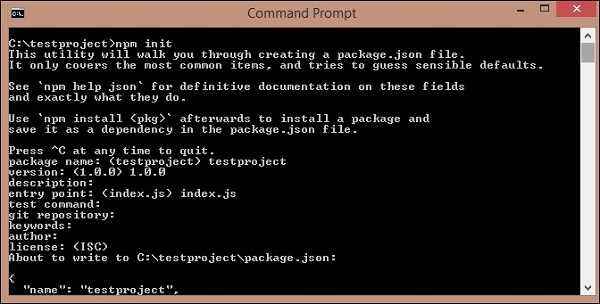 Command Prompt
C:\testproject>npm init
This utility will walk you through creating a package.json file.
It only covers the most common items, and tries to guess sensible defaults.
See `npm help json` for definitive documentation on these fields
and exactly what they do.
Use `npm install <pkg>` afterwards to install a package and
save it as a dependency in the package.json file.
Press ^C at any time to quit.
package name: (testproject) testproject
version: (1.0.0) 1.0.0
description:
entry point: (index.js) index.js
test command:
git repository:
keywords:
author:
license: (ISC)
About to write to C:\testproject\package.json:
{
"name": "testproject",